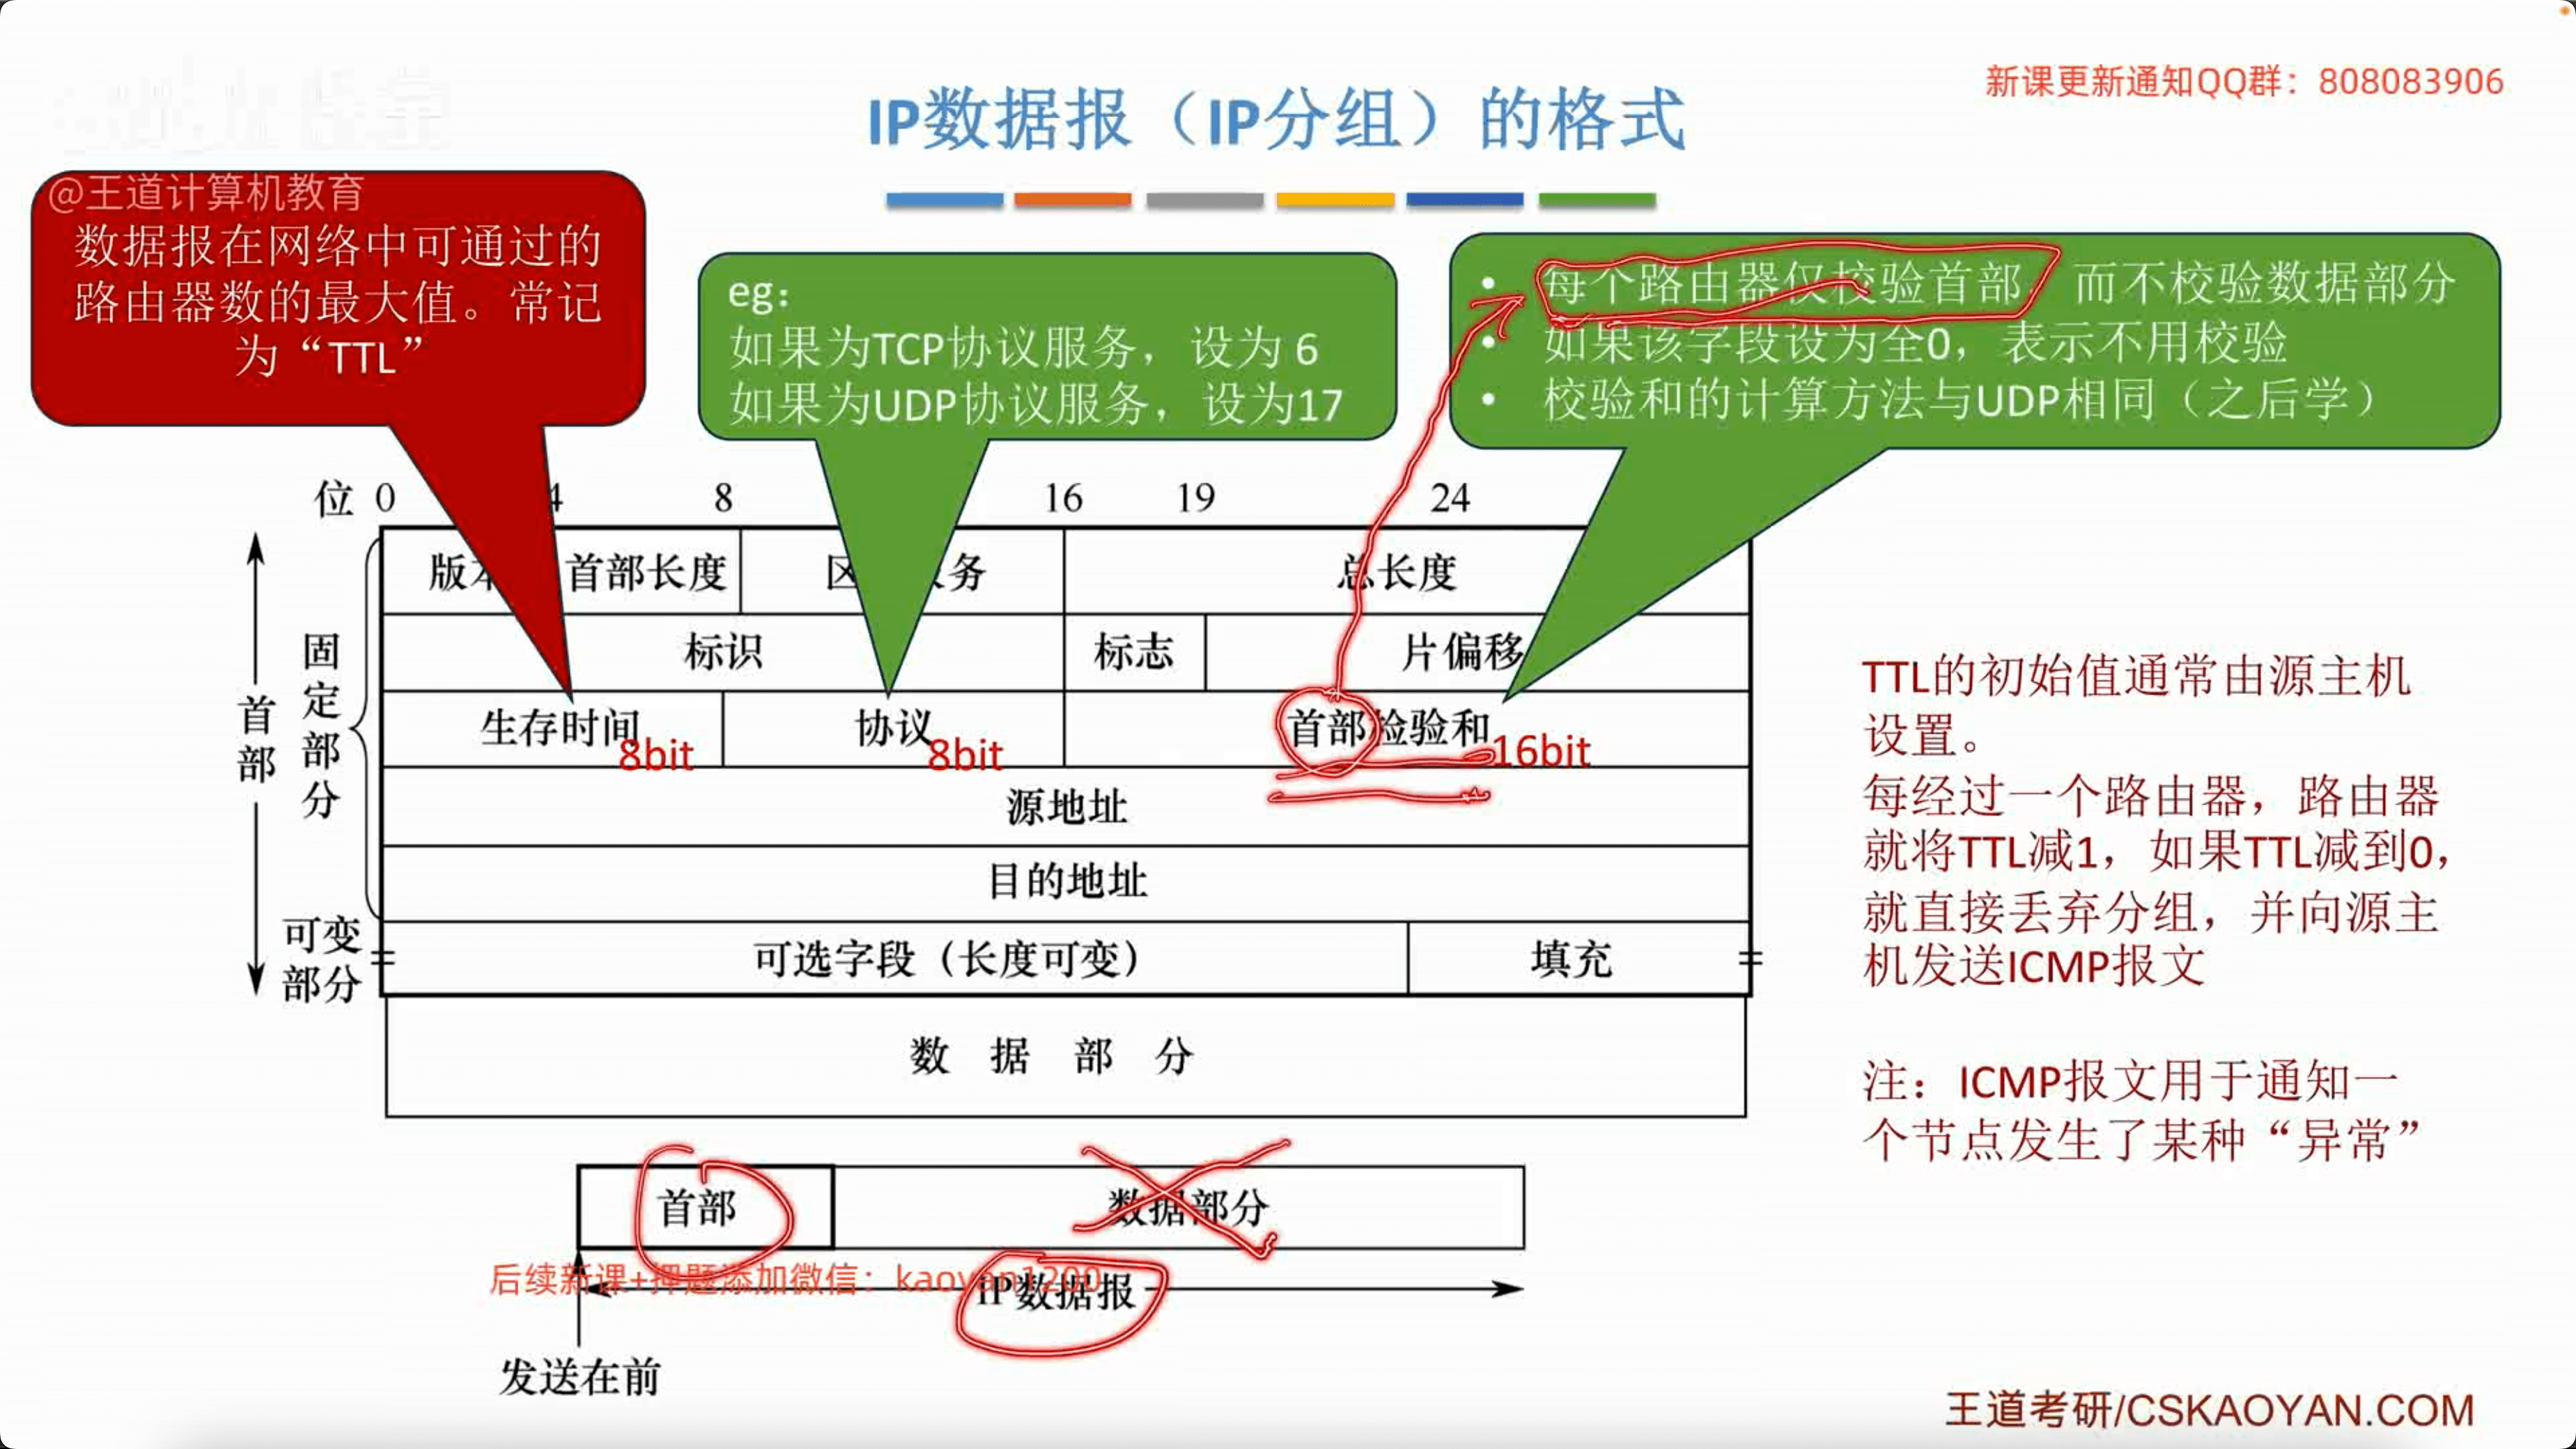 新课更新通知QQ群：808083906
IP数据报（IP分组）的格式
@王道计算机教育
数据报在网络中可通过的
路由器数的最大值。常记
为“TTL”
eg：
如果为TCP协议服务，设为 6
如果为UDP协议服务，设为17
• 每个路由器仅校验首部，而不校验数据部分
• 如果该字段设为全0，表示不用校验
• 校验和的计算方法与UDP相同（之后学）
位 0 4 8 16 19 24
版本 首部长度 区 务 总长度
标识 标志 片偏移
生存时间 8bit 协议 8bit 首部检验和 16bit
源地址
目的地址
可选字段（长度可变） 填充
数据部分
首部
固定部分
可变
部分
TTL的初始值通常由源主机
设置。
每经过一个路由器，路由器
就将TTL减1，如果TTL减到0，
就直接丢弃分组，并向源主
机发送ICMP报文
注：ICMP报文用于通知一
个节点发生了某种“异常”
首部 数据部分
后续新课+押题添加微信：kaoyan1200
IP数据报
发送在前
王道考研/CSKAOYAN.COM